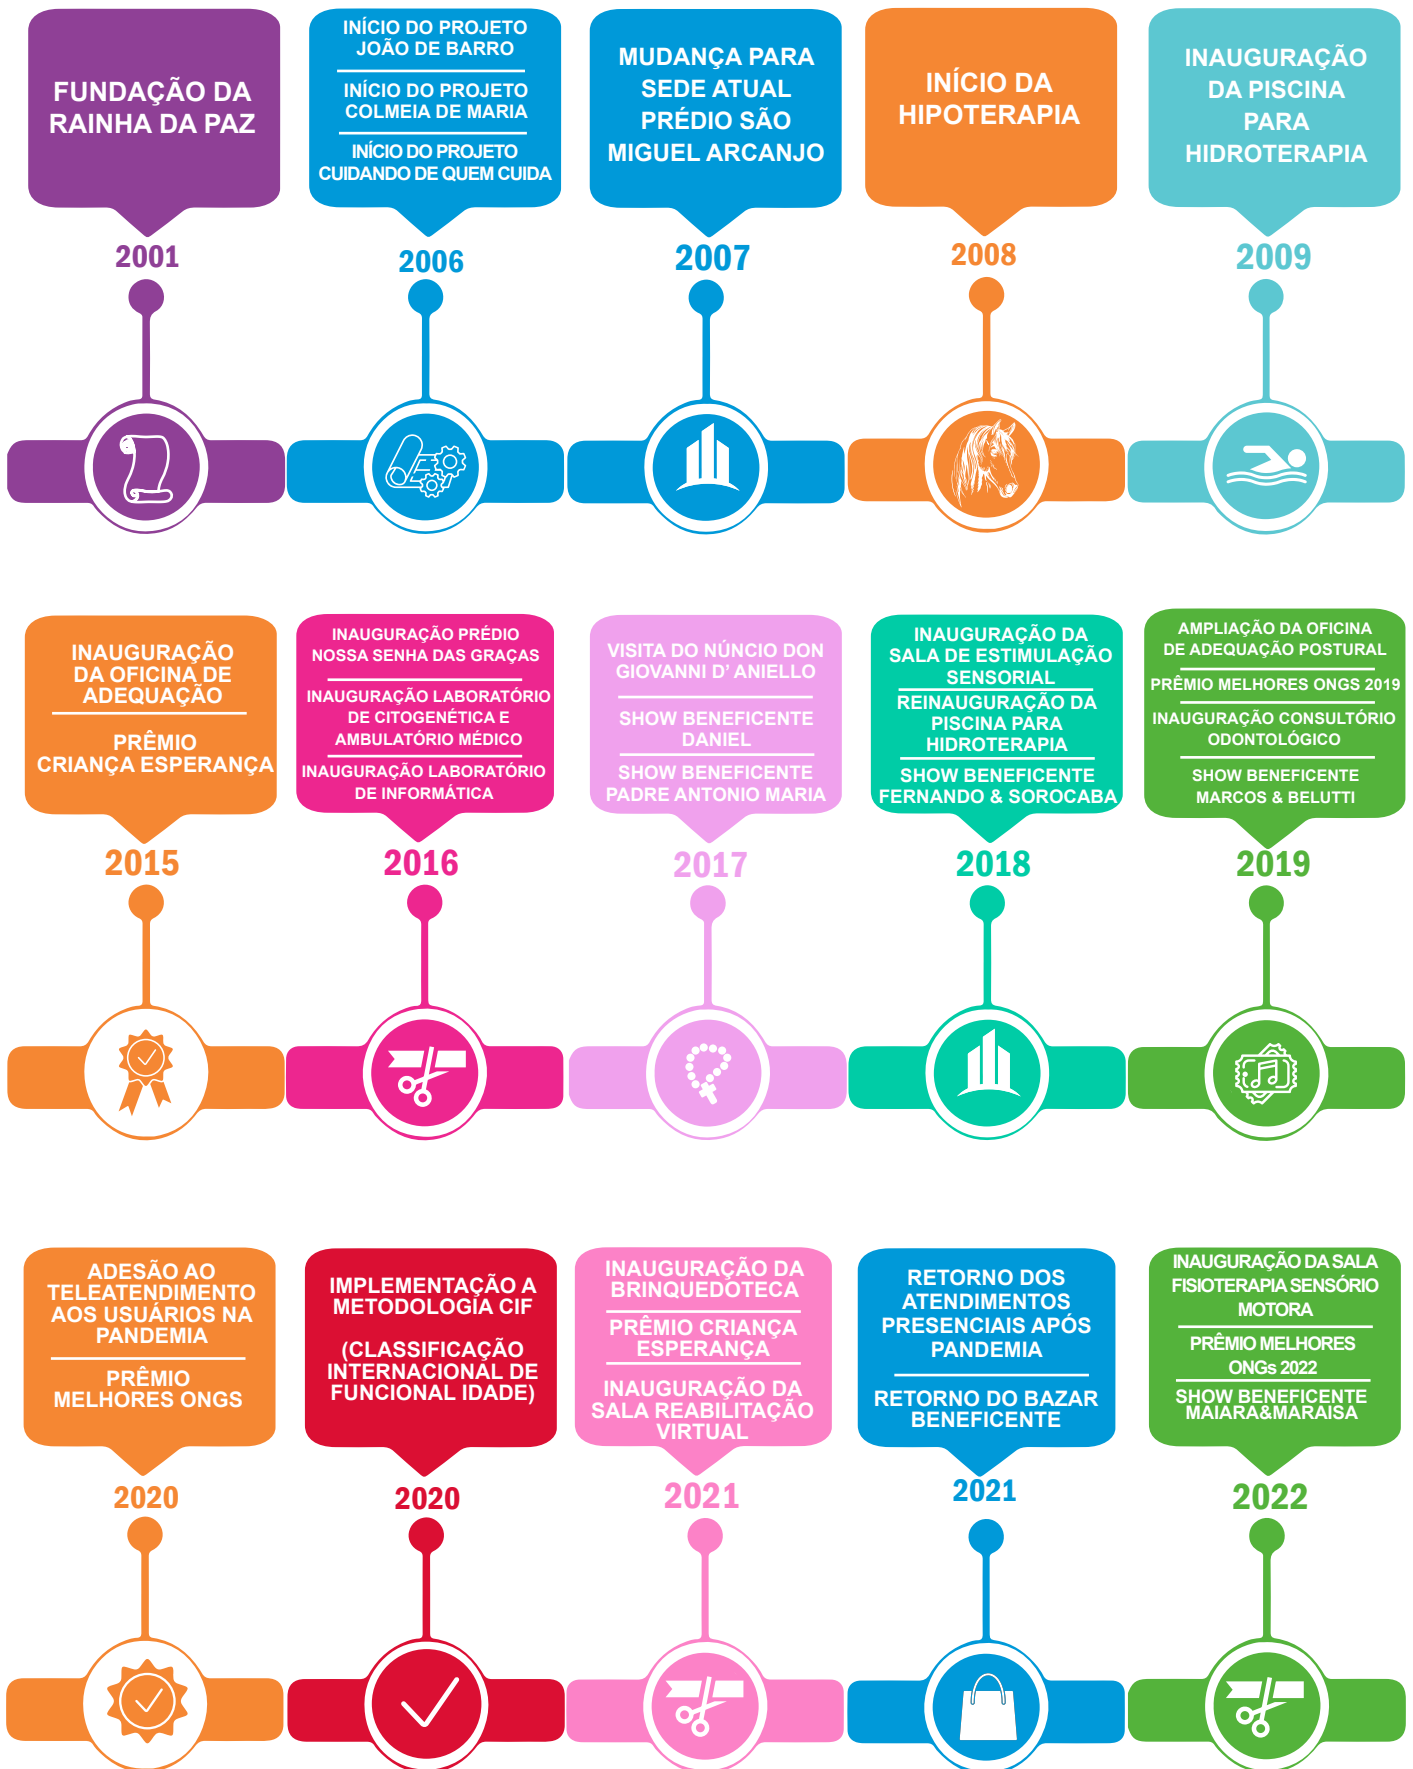 FUNDAÇÃO DA
RAINHA DA PAZ
2001
INÍCIO DO PROJETO
JOÃO DE BARRO
INÍCIO DO PROJETO
COLMEIA DE MARIA
INÍCIO DO PROJETO
CUIDANDO DE QUEM CUIDA
2006
MUDANÇA PARA
SEDE ATUAL
PRÉDIO SÃO
MIGUEL ARCANJO
2007
INÍCIO DA
HIPOTERAPIA
2008
INAUGURAÇÃO
DA PISCINA
PARA
HIDROTERAPIA
2009
INAUGURAÇÃO
DA OFICINA DE
ADEQUAÇÃO
PRÊMIO
CRIANÇA ESPERANÇA
2015
INAUGURAÇÃO PRÉDIO
NOSSA SENHA DAS GRAÇAS
INAUGURAÇÃO LABORATÓRIO
DE CITOGENÉTICA E
AMBULATÓRIO MÉDICO
INAUGURAÇÃO LABORATÓRIO
DE INFORMÁTICA
2016
VISITA DO NÚNCIO DON
GIOVANNI D' ANIELLO
SHOW BENEFICENTE
DANIEL
SHOW BENEFICENTE
PADRE ANTONIO MARIA
2017
INAUGURAÇÃO DA
SALA DE ESTIMULAÇÃO
SENSORIAL
REINAUGURAÇÃO DA
PISCINA PARA
HIDROTERAPIA
SHOW BENEFICENTE
FERNANDO & SOROCABA
2018
AMPLIAÇÃO DA OFICINA
DE ADEQUAÇÃO POSTURAL
PRÊMIO MELHORES ONGS 2019
INAUGURAÇÃO CONSULTÓRIO
ODONTOLÓGICO
SHOW BENEFICENTE
MARCOS & BELUTTI
2019
ADESÃO AO
TELEATENDIMENTO
AOS USUÁRIOS NA
PANDEMIA
PRÊMIO
MELHORES ONGS
2020
IMPLEMENTAÇÃO A
METODOLOGIA CIF
(CLASSIFICAÇÃO
INTERNACIONAL DE
FUNCIONAL IDADE)
2020
INAUGURAÇÃO DA
BRINQUEDOTECA
PRÊMIO CRIANÇA
ESPERANÇA
INAUGURAÇÃO DA
SALA REABILITAÇÃO
VIRTUAL
2021
RETORNO DOS
ATENDIMENTOS
PRESENCIAIS APÓS
PANDEMIA
RETORNO DO BAZAR
BENEFICENTE
2021
INAUGURAÇÃO DA SALA
FISIOTERAPIA SENSÓRIO
MOTORA
PRÊMIO MELHORES
ONGs 2022
SHOW BENEFICENTE
MAIARA&MARAISA
2022